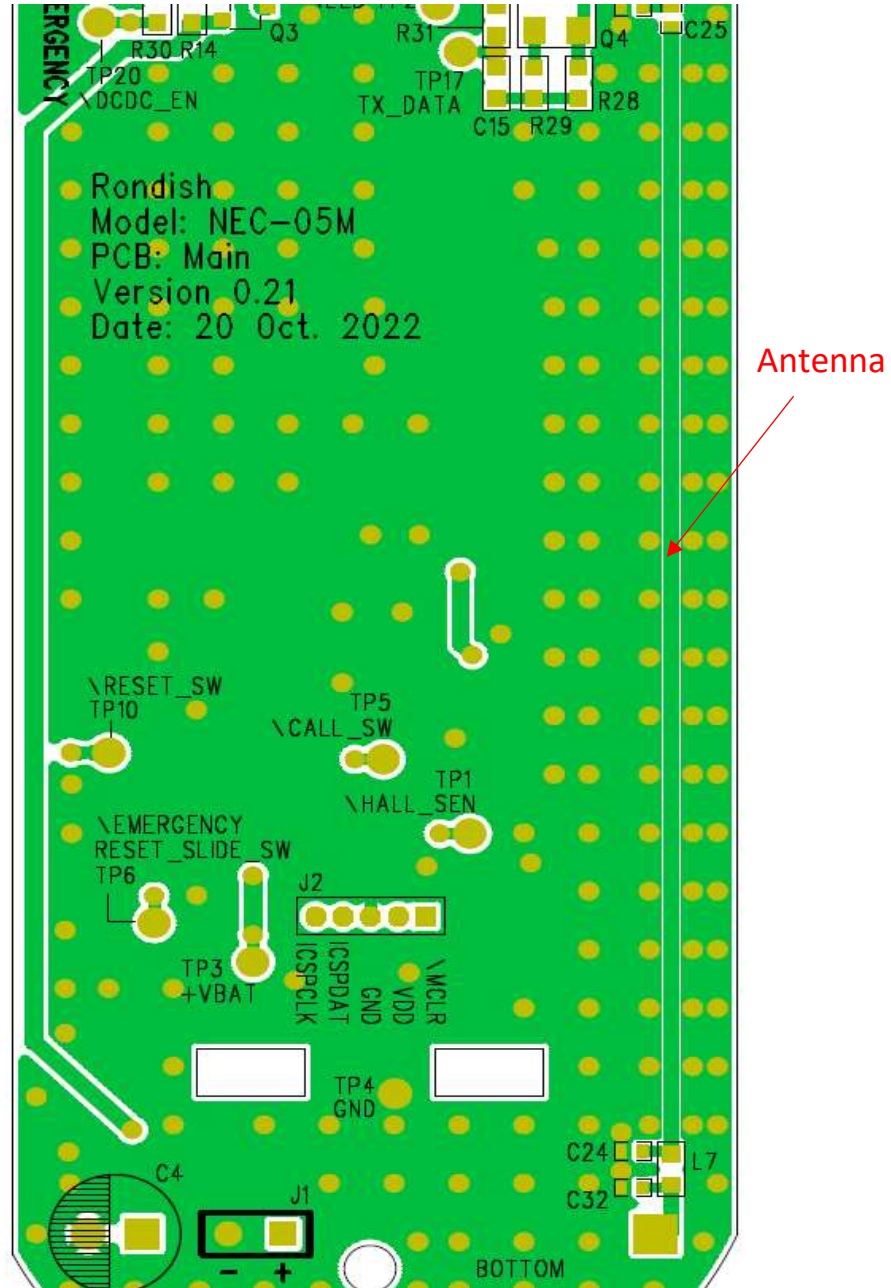 EMERGENCY
R30 R14
Q3
R31
Q4
C25
TP20
\DCDC_EN
TP17
TX_DATA
C15 R29
R28
Rondish
Model: NEC-05M
PCB: Main
Version 0.21
Date: 20 Oct. 2022
Antenna
\RESET_SW
TP10
TP5
\CALL_SW
TP1
\HALL_SEN
\EMERGENCY
RESET_SLIDE_SW
TP6
J2
TP3
+VBAT
ICSPCLK
ICSPDAT
GND
VDD
\MCLR
TP4
GND
C24
L7
C32
C4
J1
- +
BOTTOM